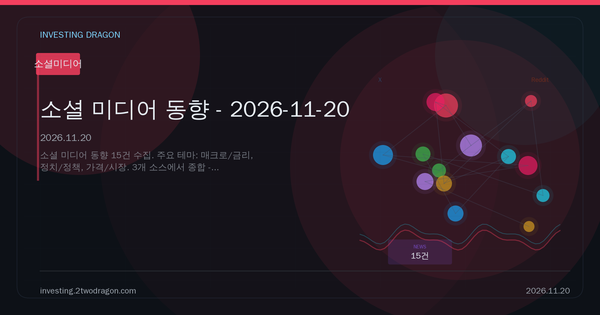 INVESTING DRAGON
소셜미디어
소셜 미디어 동향 - 2026-11-20
2026.11.20
소셜 미디어 동향 15건 수집. 주요 테마: 매크로/금리,
정치/정책, 가격/시장. 3개 소스에서 종합 -...
15건
investing.2twodragon.com
2026.11.20